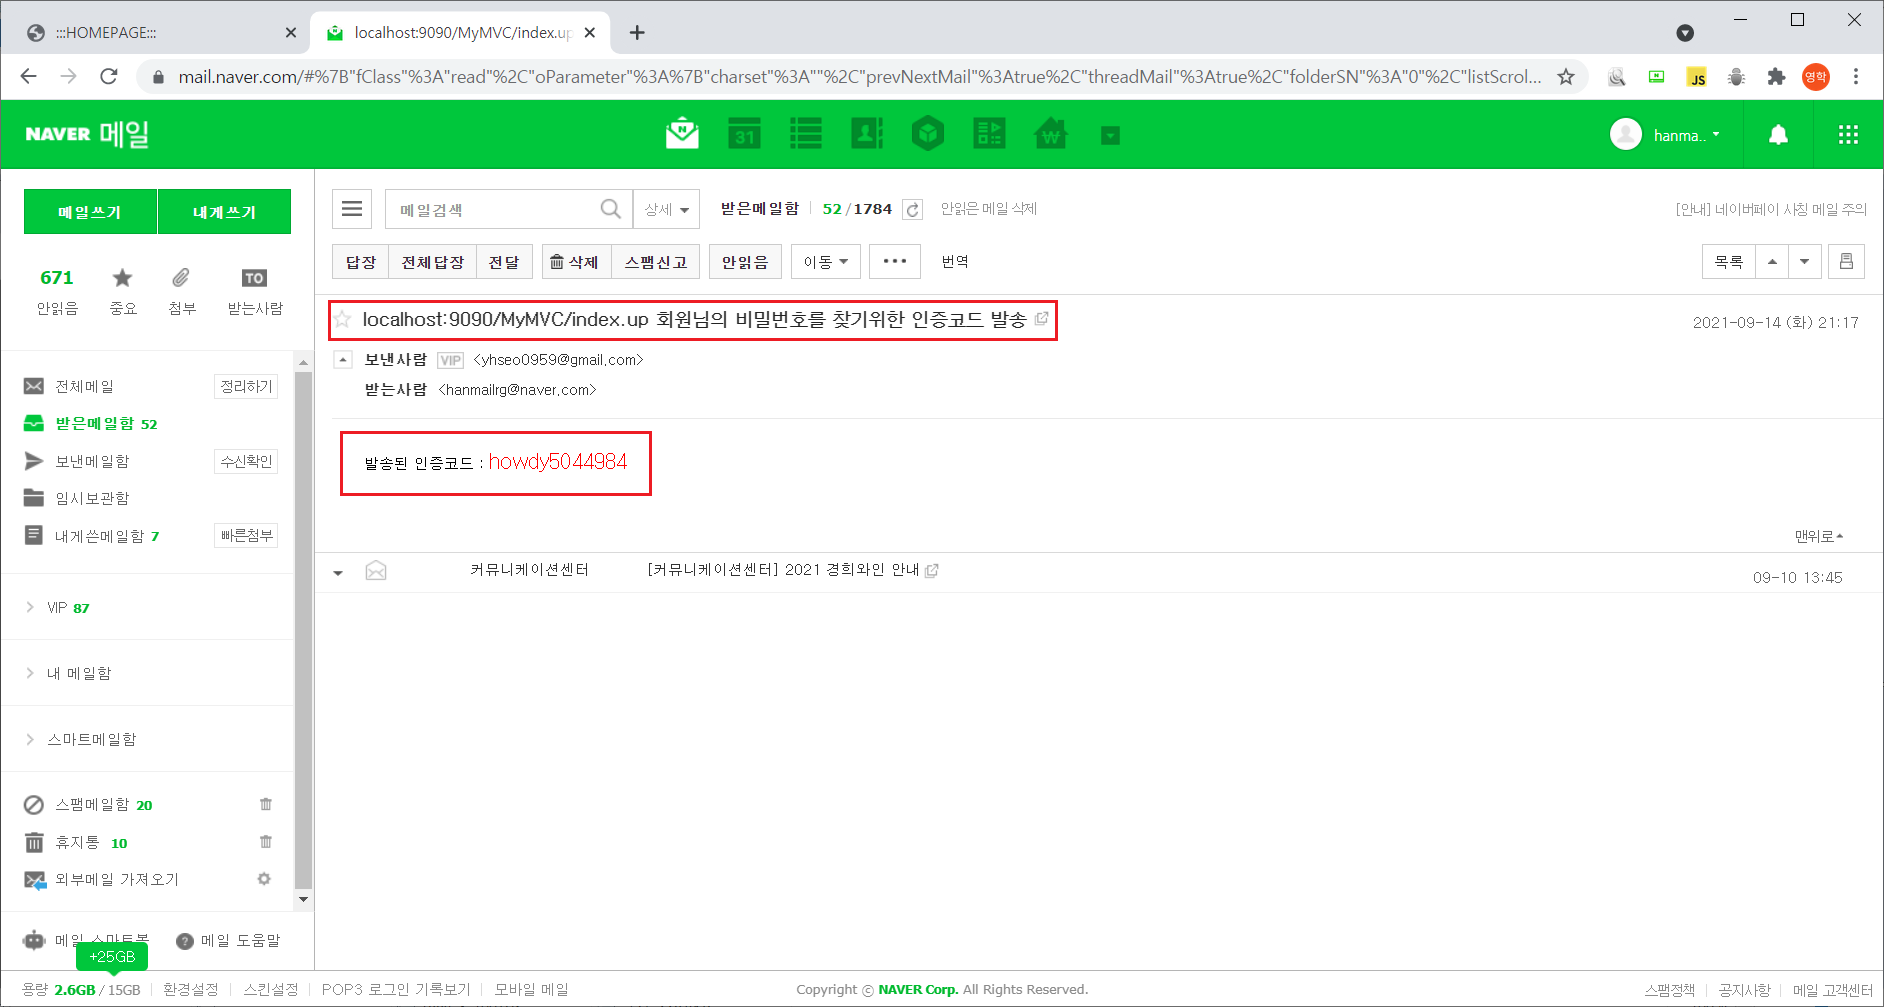 :::HOMEPAGE:::
localhost:9090/MyMVC/index.up
mail.naver.com/#%7B"fClass"%3A"read"%2C"oParameter"%3A%7B"charset"%3A""%2C"prevNextMail"%3Atrue%2C"threadMail"%3Atrue%2C"folderSN"%3A"0"%2C"listScrol...
JS
영학
NAVER 메일
31
hanma..
메일쓰기 내게쓰기
메일검색 상세 받은메일함 52/1784 안읽은 메일 삭제
[안내] 네이버페이 사칭 메일 주의
답장 전체답장 전달 삭제 스팸신고 안읽음 이동 ••• 번역 목록
671 TO
안읽음 중요 첨부 받는사람
localhost:9090/MyMVC/index.up 회원님의 비밀번호를 찾기위한 인증코드 발송
2021-09-14 (화) 21:17
보낸사람 VIP <yhseo0959@gmail.com>
받는사람 <hanmailrg@naver.com>
발송된 인증코드 : howdy5044984
맨위로
커뮤니케이션센터 [커뮤니케이션센터] 2021 경희와인 안내
09-10 13:45
전체메일 정리하기
받은메일함 52
보낸메일함 수신확인
임시보관함
내게쓴메일함 7 빠른첨부
VIP 87
내 메일함
스마트메일함
스팸메일함 20
휴지통 10
외부메일 가져오기
메일 스마트봇 메일 도움말
+25GB
용량 2.6GB / 15GB 환경설정 스킨설정 POP3 로그인 기록보기 모바일 메일
Copyright ⓒ NAVER Corp. All Rights Reserved.
스팸정책 공지사항 메일 고객센터